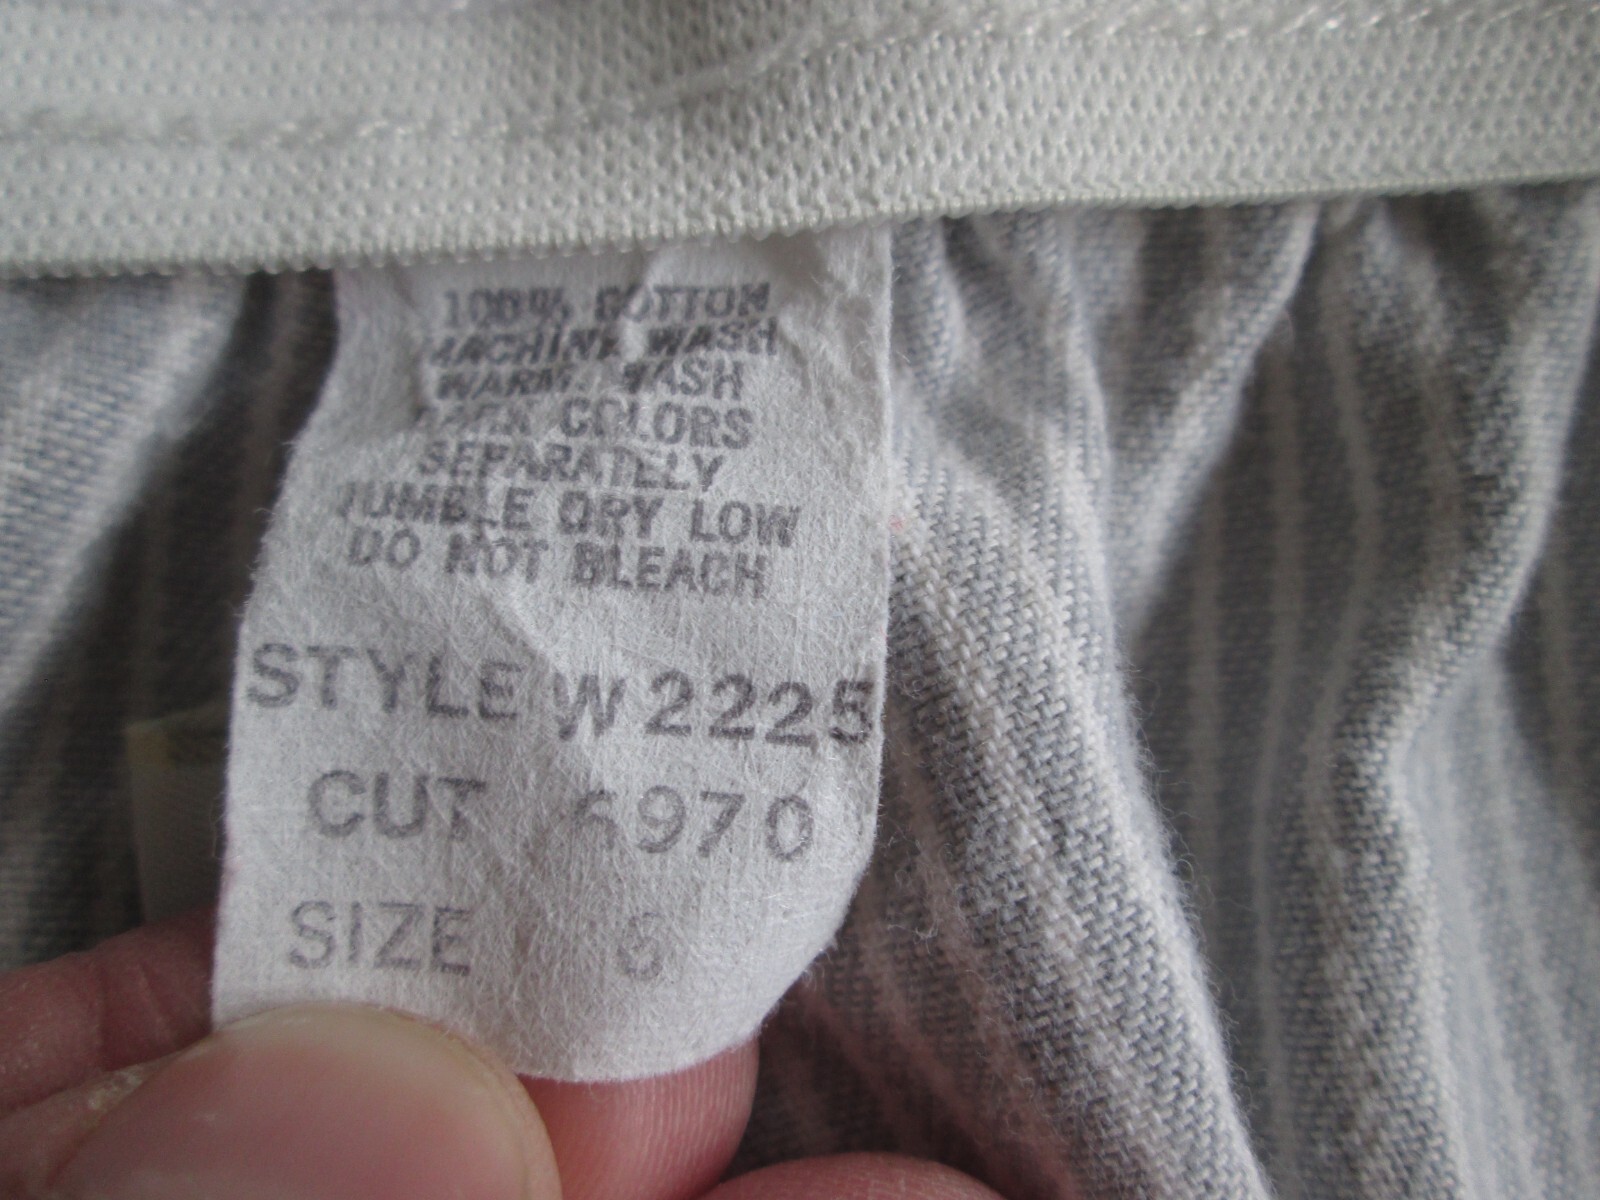 100% COTTON
MACHINE WASH
WARM. WASH
DARK COLORS
SEPARATELY
TUMBLE DRY LOW
DO NOT BLEACH
STYLE W2225
CUT 6970
SIZE